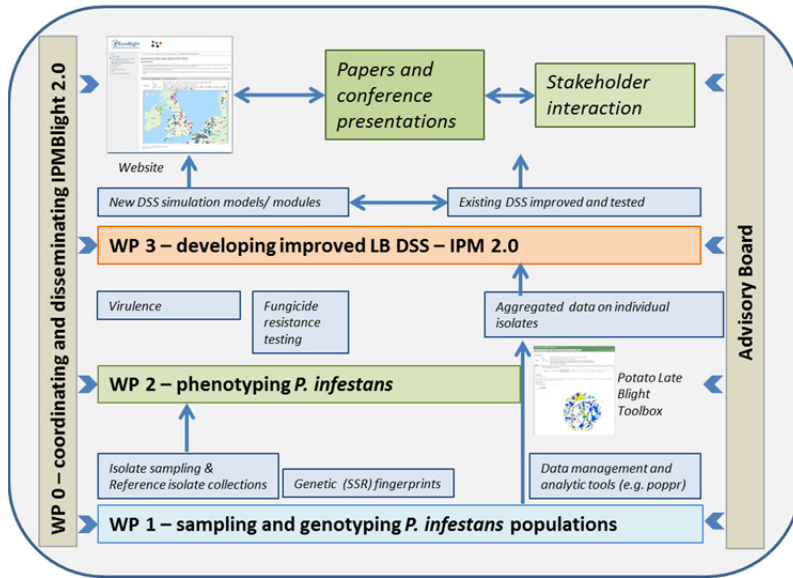 WP 0 – coordinating and disseminating IPMBlight 2.0
EuroBlight
Website
Papers and
conference
presentations
Stakeholder
interaction
New DSS simulation models/ modules
Existing DSS improved and tested
WP 3 – developing improved LB DSS – IPM 2.0
Virulence
Fungicide
resistance
testing
Aggregated data on individual
isolates
WP 2 – phenotyping P. infestans
Potato Late
Blight
Toolbox
Isolate sampling &
Reference isolate collections
Genetic (SSR) fingerprints
Data management and
analytic tools (e.g. poppr)
WP 1 – sampling and genotyping P. infestans populations
Advisory Board